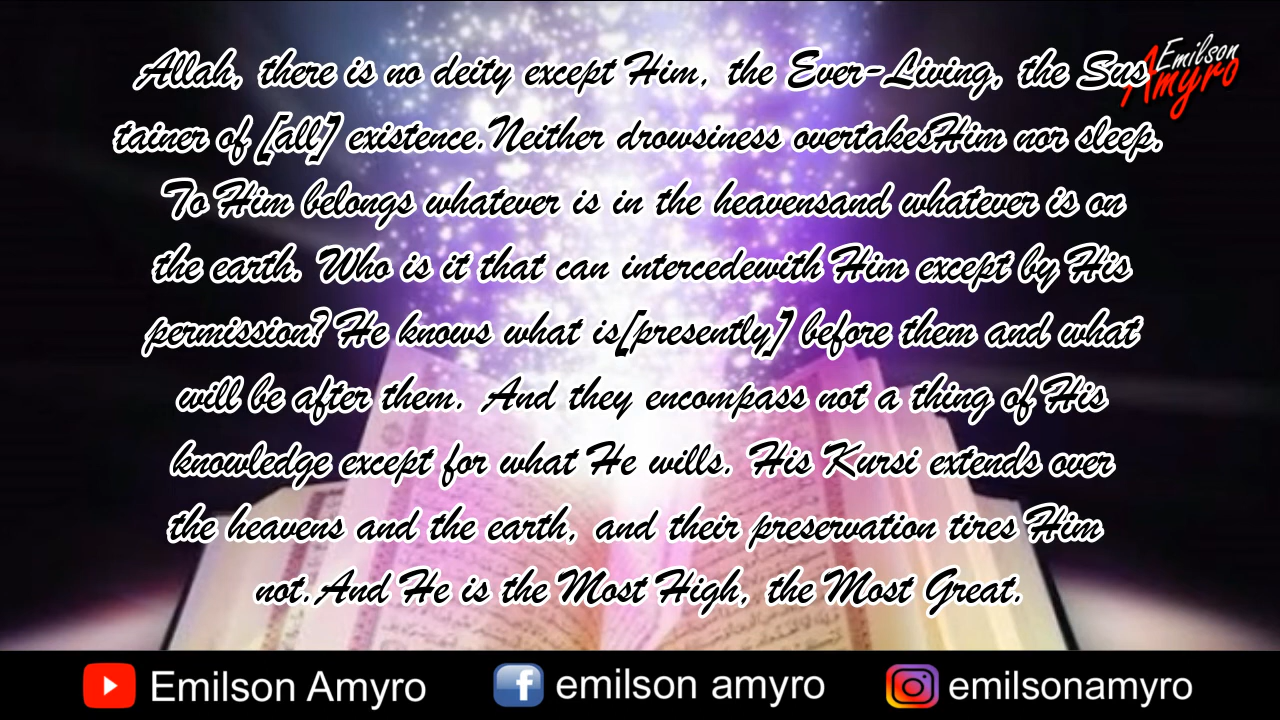 Allah, there is no deity except Him, the Ever-Living, the Sus
tainer of [all] existence.Neither drowsiness overtakesHim nor sleep.
To Him belongs whatever is in the heavensand whatever is on
the earth. Who is it that can intercedewith Him except by His
permission? He knows what is[presently] before them and what
will be after them. And they encompass not a thing of His
knowledge except for what He wills. His Kursi extends over
the heavens and the earth, and their preservation tires Him
not.And He is the Most High, the Most Great.
Emilson
Amyro
Emilson Amyro
emilson amyro
emilsonamyro